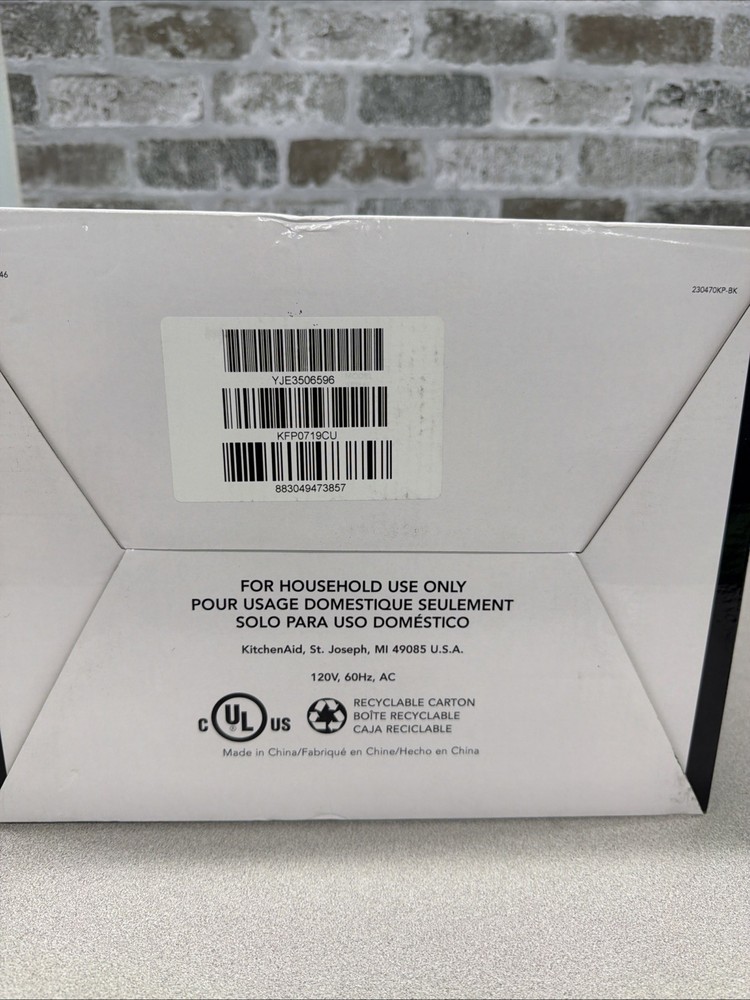 46
230470KP-BK
YJE3506596
KFP0719CU
883049473857
FOR HOUSEHOLD USE ONLY
POUR USAGE DOMESTIQUE SEULEMENT
SOLO PARA USO DOMÉSTICO
KitchenAid, St. Joseph, MI 49085 U.S.A.
120V, 60Hz, AC
C UL US
®
RECYCLABLE CARTON
BOÎTE RECYCLABLE
CAJA RECICLABLE
Made in China/Fabriqué en Chine/Hecho en China